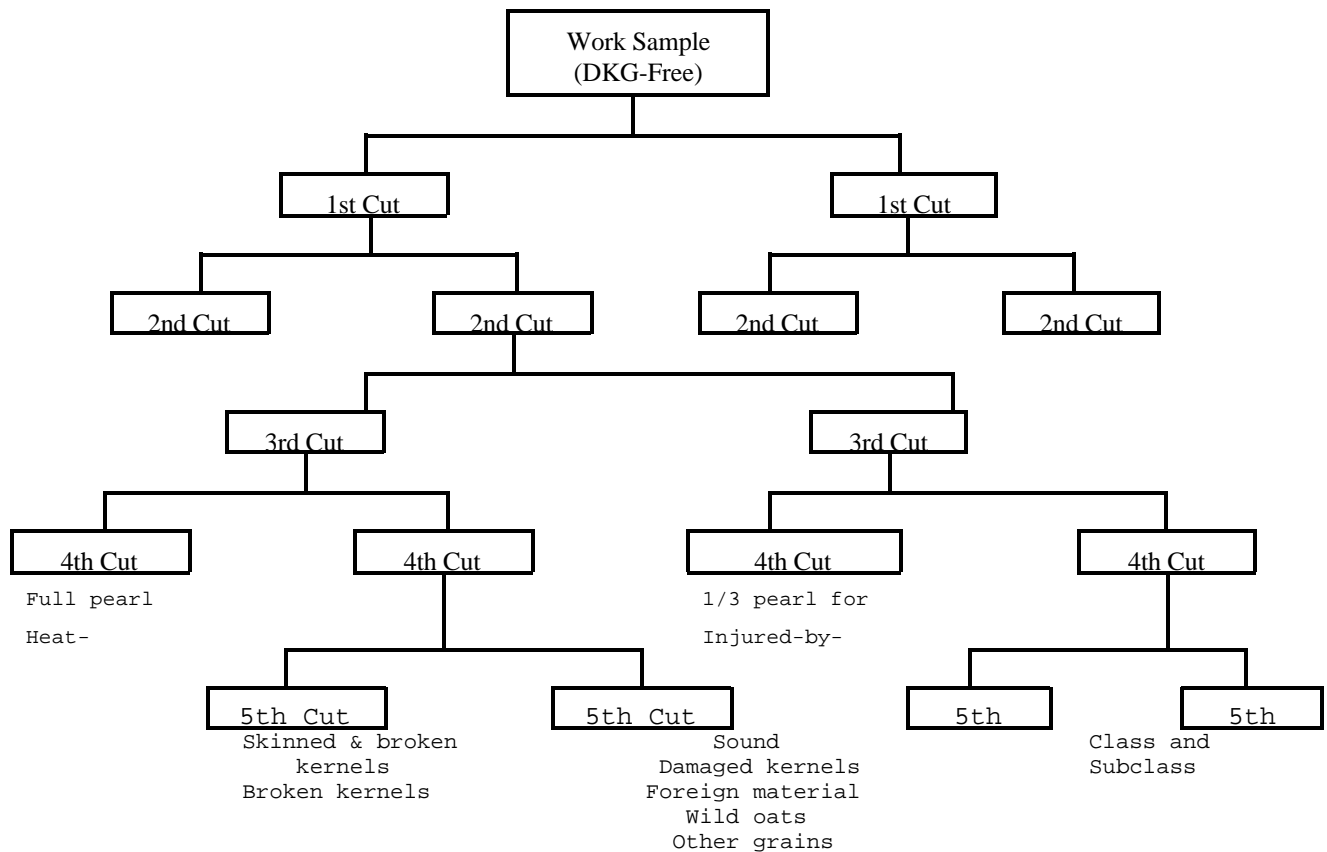 Work Sample
(DKG-Free)
1st Cut
1st Cut
2nd Cut
2nd Cut
2nd Cut
2nd Cut
3rd Cut
3rd Cut
4th Cut
4th Cut
4th Cut
4th Cut
Full pearl
Heat-
1/3 pearl for
Injured-by-
5th Cut
5th Cut
5th
5th
Skinned & broken
kernels
Broken kernels
Sound
Damaged kernels
Foreign material
Wild oats
Other grains
Class and
Subclass